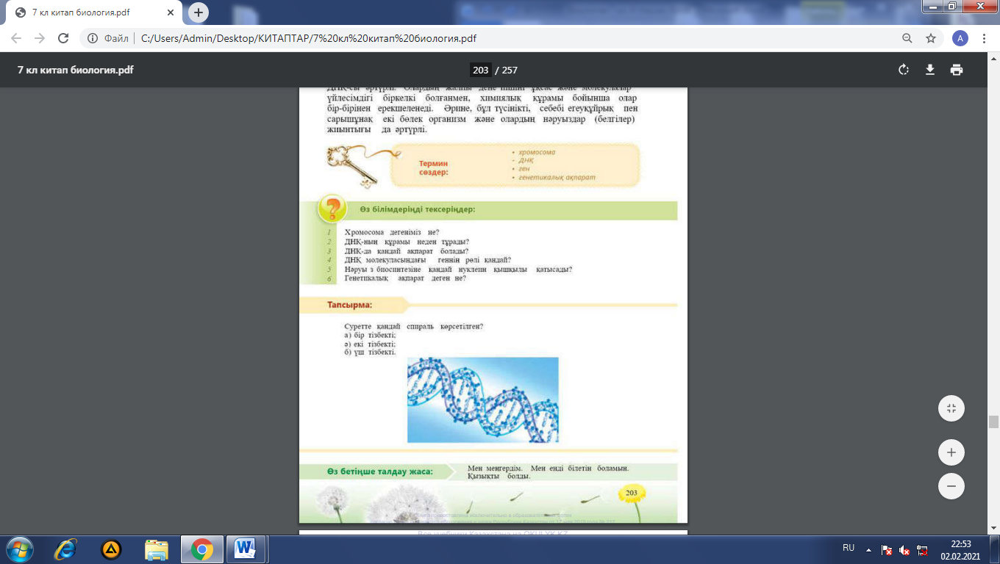 7 кл китап биология.pdf
Файл | C:/Users/Admin/Desktop/КИТАПТАР/7%20кл%20китап%20биология.pdf
A
7 кл китап биология.pdf
203 / 257
ДНҚ-сы әртүрлі. Олардың жалпы дене пішіні ұқсас және молекулалар
үйлесімдігі біркелкі болғанмен, химиялық құрамы бойынша олар
бір-бірінен ерекшеленеді. Әрине, бұл түсінікті, себебі егеуқұйрық пен
сарышұнақ екі бөлек организм және олардың нәруыздар (белгілер)
жиынтығы да әртүрлі.
Термин
сөздер:
• хромосома
- ДНҚ
• ген
• генетикалық ақпарат
?
Өз білімдеріңді тексеріңдер:
1 Хромосома дегеніміз не?
2 ДНҚ-ның құрамы неден тұрады?
3 ДНҚ-да қандай ақпарат болады?
4 ДНҚ молекуласындағы геннің рөлі қандай?
5 Нәруы з биосинтезіне қандай нуклеин қышқылы қатысады?
6 Генетикалық ақпарат деген не?
Тапсырма:
Суретте қандай спираль көрсетілген?
а) бір тізбекті;
ә) екі тізбекті;
б) үш тізбекті.
Өз бетіңше талдау жаса:
Мен меңгердім. Мен енді білетін боламын.
Қызықты болды.
203
Все учебники Казахстана на OKULYK.KZ
RU
22:53
02.02.2021